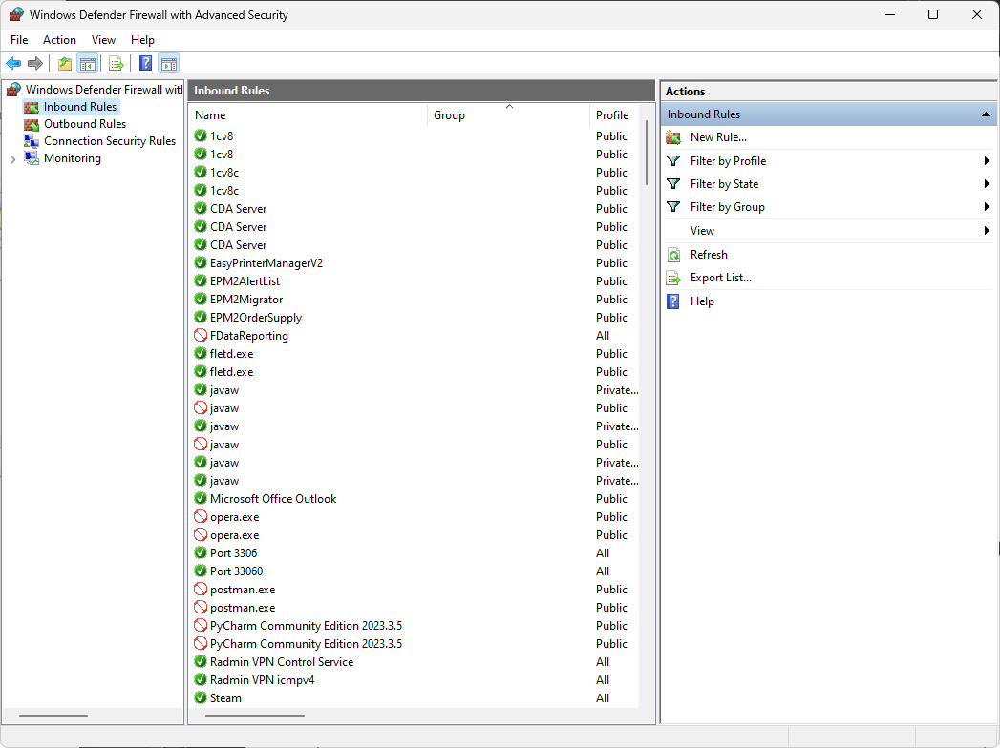 Windows Defender Firewall with Advanced Security
File Action View Help
Windows Defender Firewall witl
Inbound Rules
Outbound Rules
Connection Security Rules
Monitoring
Inbound Rules
Name Group Profile
1cv8 Public
1cv8 Public
1cv8c Public
1cv8c Public
CDA Server Public
CDA Server Public
CDA Server Public
EasyPrinterManagerV2 Public
EPM2AlertList Public
EPM2Migrator Public
EPM2OrderSupply Public
FDataReporting All
fletd.exe Public
fletd.exe Public
javaw Private...
javaw Public
javaw Private...
javaw Public
javaw Private...
javaw Private...
Microsoft Office Outlook Public
opera.exe Public
opera.exe Public
Port 3306 All
Port 33060 All
postman.exe Public
postman.exe Public
PyCharm Community Edition 2023.3.5 Public
PyCharm Community Edition 2023.3.5 Public
Radmin VPN Control Service All
Radmin VPN icmpv4 All
Steam All
Actions
Inbound Rules
New Rule...
Filter by Profile
Filter by State
Filter by Group
View
Refresh
Export List...
Help